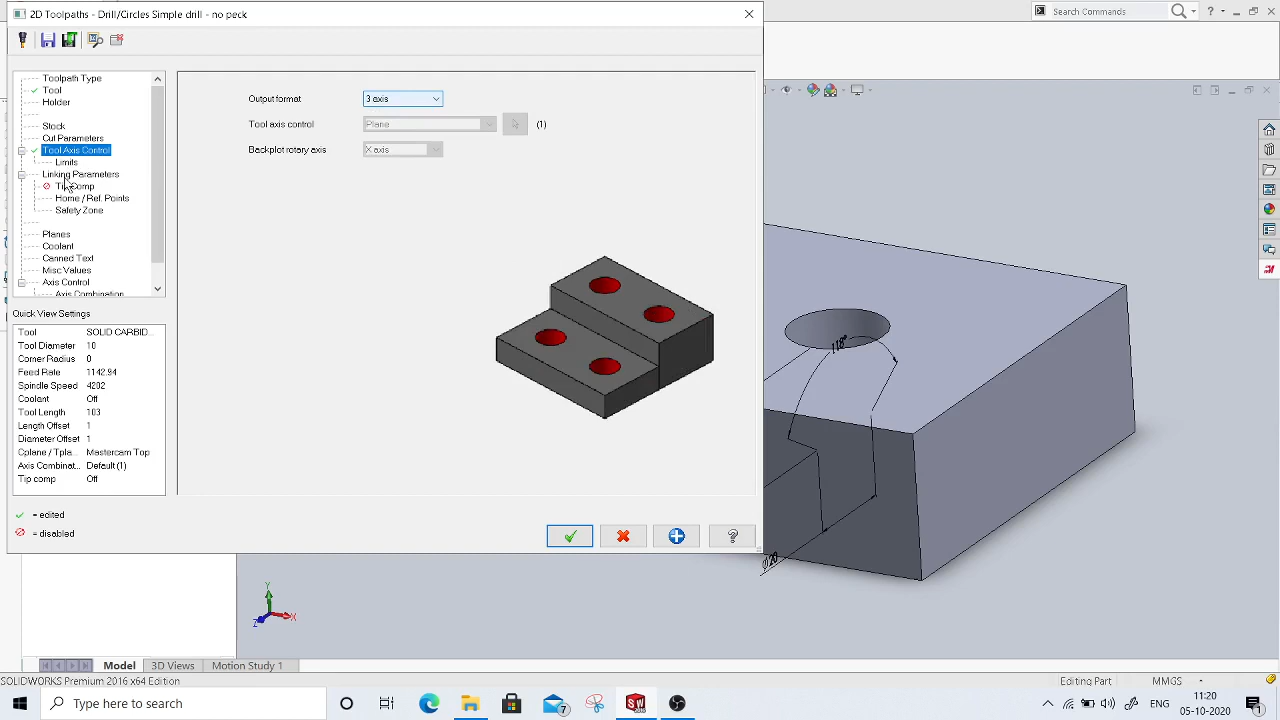 2D Toolpaths - Drill/Circles Simple drill - no peck
Search Commands
Toolpath Type
Tool
Holder
Stock
Cut Parameters
Tool Axis Control
Limits
Linking Parameters
Home / Ref. Points
Safety Zone
Planes
Coolant
Canned Text
Misc Values
Axis Control
Axis Combination
Output format
3 axis
Tool axis control
Plane
(1)
Backplot rotary axis
X axis
Quick View Settings
Tool SOLID CARBID...
Tool Diameter 10
Corner Radius 0
Feed Rate 1142.94
Spindle Speed 4202
Coolant Off
Tool Length 103
Length Offset 1
Diameter Offset 1
Cplane / Tpla... Mastercam Top
Axis Combinat... Default (1)
Tip comp Off
= edited
= disabled
118°
Ø20
Y
X
Z
Model
3D Views
Motion Study 1
SOLIDWORKS Premium 2016 x64 Edition
Editing Part
MMGS
Type here to search
7
SW
11:20
05-10-2020
1